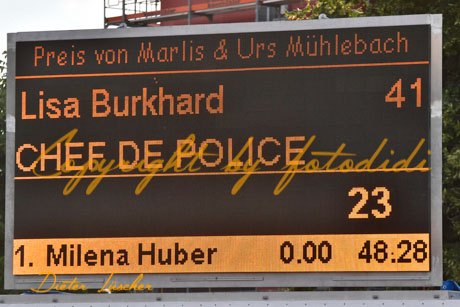 Preis von Marlis & Urs Mühlebach
Lisa Burkhard 41
CHEF DE POLICE
Copyright by fotodidi
23
1. Milena Huber 0.00 48:28
Dieter Lüscher